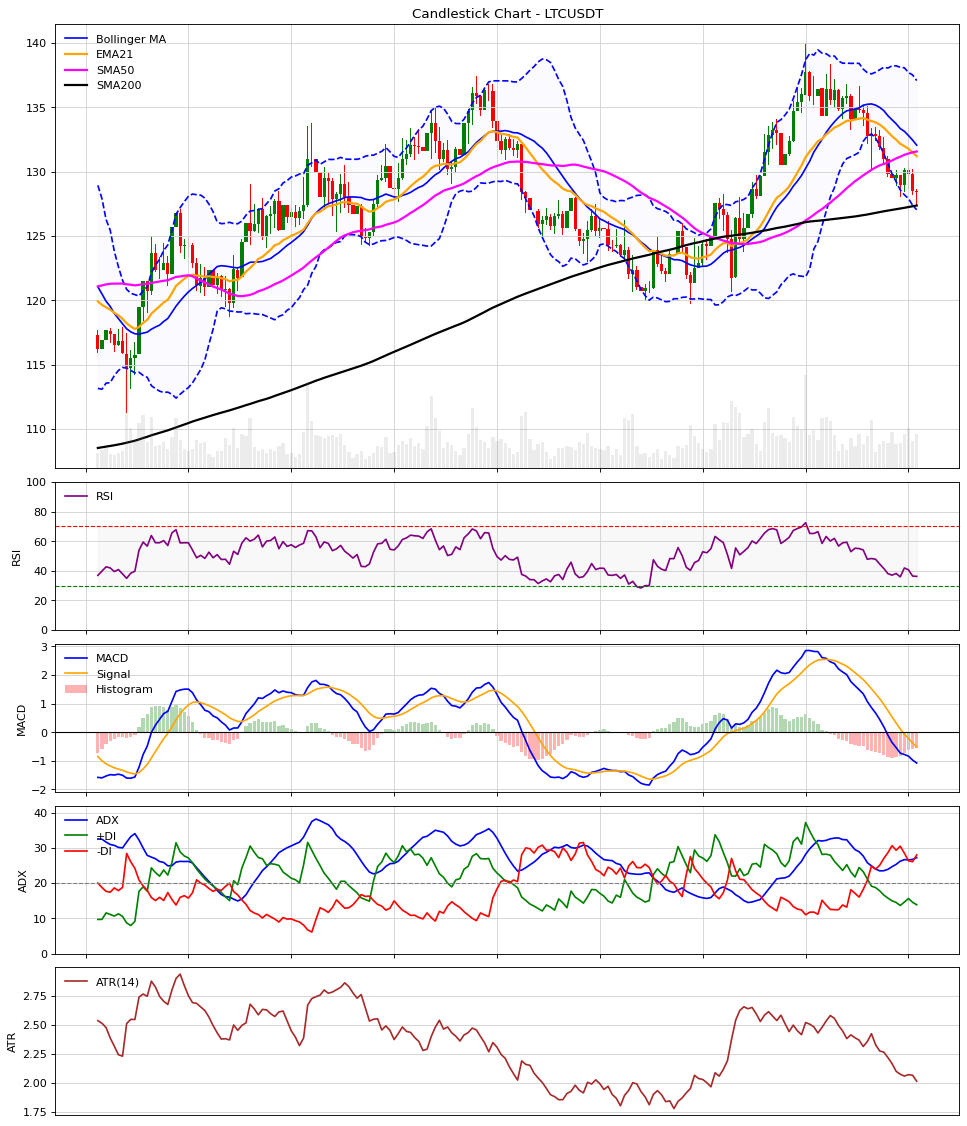 Candlestick Chart - LTCUSDT
Bollinger MA
EMA21
SMA50
SMA200
140
135
130
125
120
115
110
RSI
RSI
100
80
60
40
20
0
MACD
Signal
Histogram
MACD
3
2
1
0
−1
−2
ADX
+DI
-DI
ADX
40
30
20
10
0
ATR(14)
ATR
2.75
2.50
2.25
2.00
1.75